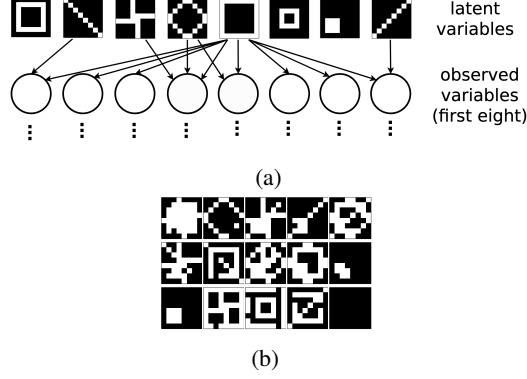 latent
variables
observed
variables
(first eight)
(a)
(b)